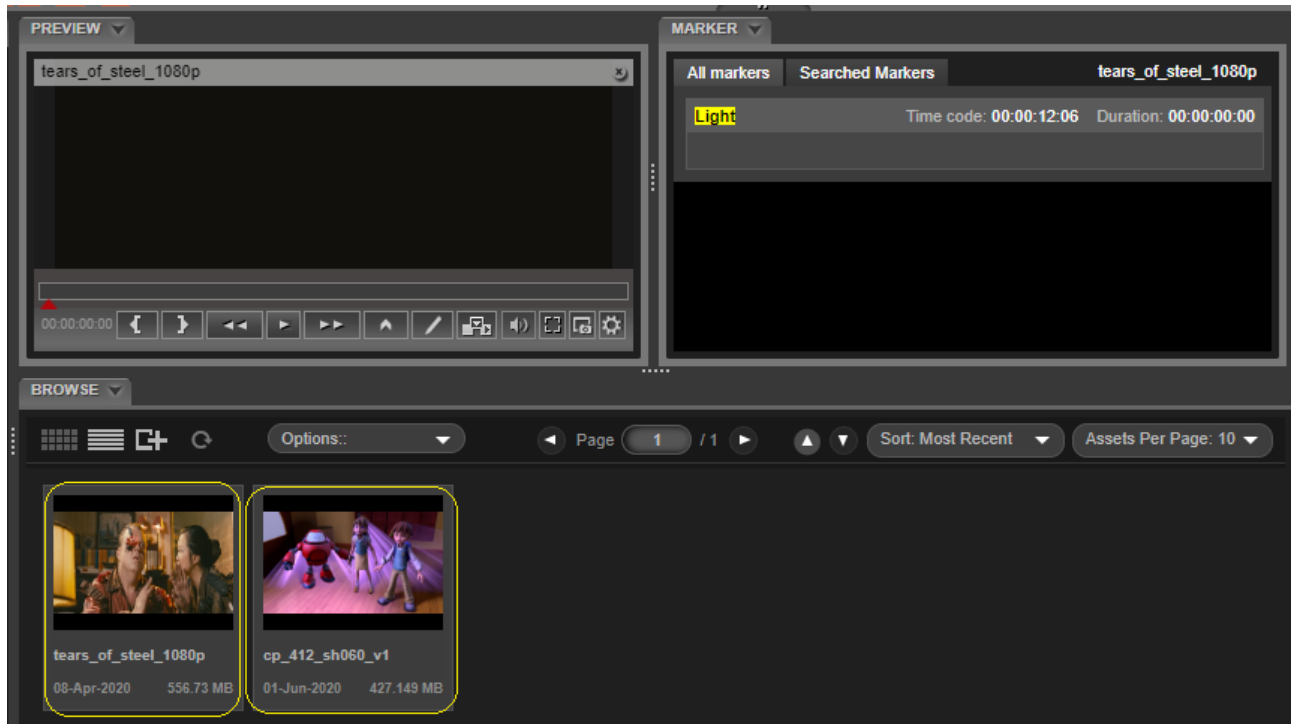 PREVIEW
tears_of_steel_1080p
00:00:00:00
MARKER
All markers Searched Markers tears_of_steel_1080p
Light Time code: 00:00:12:06 Duration: 00:00:00:00
BROWSE
Options:: Page 1 / 1 Sort: Most Recent Assets Per Page: 10
tears_of_steel_1080p
08-Apr-2020 556.73 MB
cp_412_sh060_v1
01-Jun-2020 427.149 MB